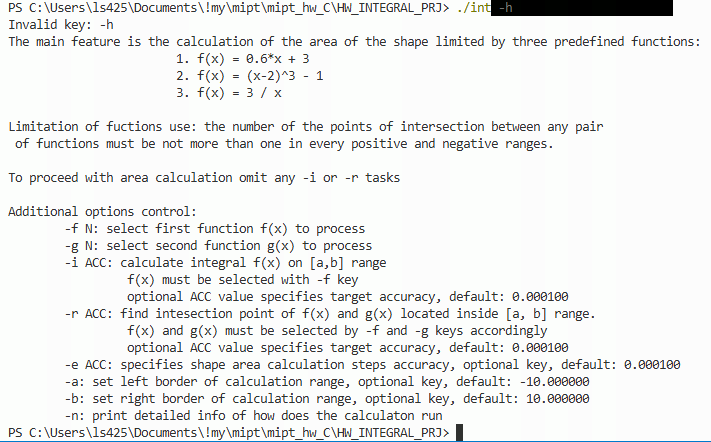 PS C:\Users\ls425\Documents\!my\mipt\mipt_hw_C\HW_INTEGRAL_PRJ> ./int -h
Invalid key: -h
The main feature is the calculation of the area of the shape limited by three predefined functions:
1. f(x) = 0.6*x + 3
2. f(x) = (x-2)^3 - 1
3. f(x) = 3 / x
Limitation of fuctions use: the number of the points of intersection between any pair
of functions must be not more than one in every positive and negative ranges.
To proceed with area calculation omit any -i or -r tasks
Additional options control:
-f N: select first function f(x) to process
-g N: select second function g(x) to process
-i ACC: calculate integral f(x) on [a,b] range
f(x) must be selected with -f key
optional ACC value specifies target accuracy, default: 0.000100
-r ACC: find intesection point of f(x) and g(x) located inside [a, b] range.
f(x) and g(x) must be selected by -f and -g keys accordingly
optional ACC value specifies target accuracy, default: 0.000100
-e ACC: specifies shape area calculation steps accuracy, optional key, default: 0.000100
-a: set left border of calculation range, optional key, default: -10.000000
-b: set right border of calculation range, optional key, default: 10.000000
-n: print detailed info of how does the calculaton run
PS C:\Users\ls425\Documents\!my\mipt\mipt_hw_C\HW_INTEGRAL_PRJ>